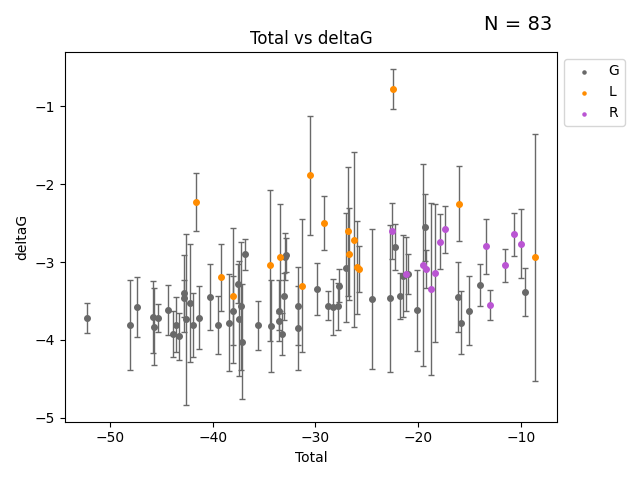 N = 83
Total vs deltaG
G
L
R
deltaG
−1
−2
−3
−4
−5
−50
−40
−30
−20
−10
Total